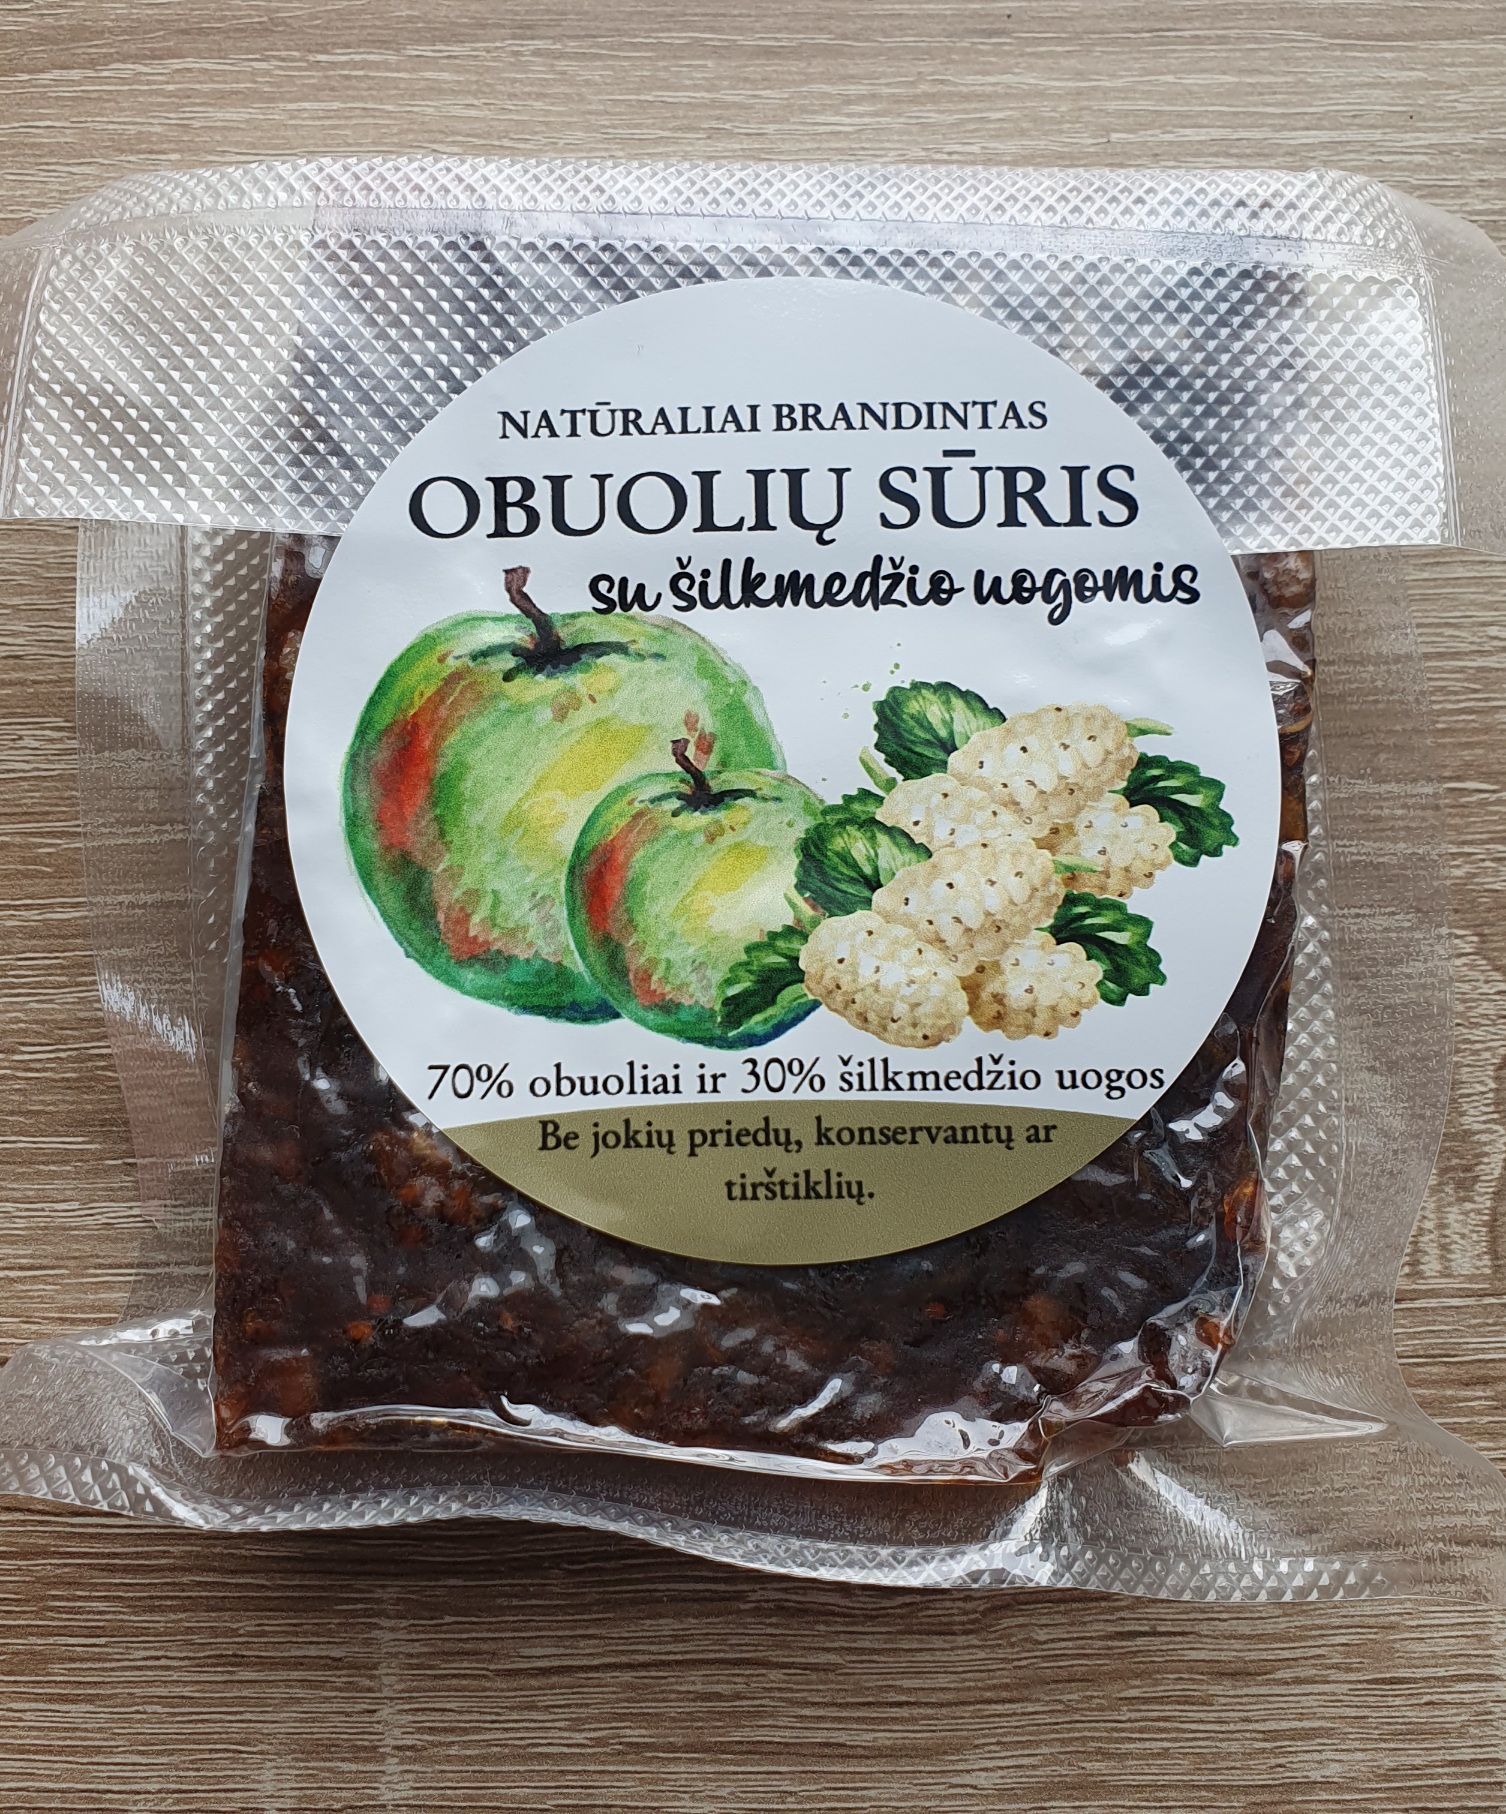 NATŪRALIAI BRANDINTAS
OBUOLIŲ SŪRIS
su šilkmedžio uogomis
70% obuoliai ir 30% šilkmedžio uogos
Be jokių priedų, konservantų ar
tirštiklių.